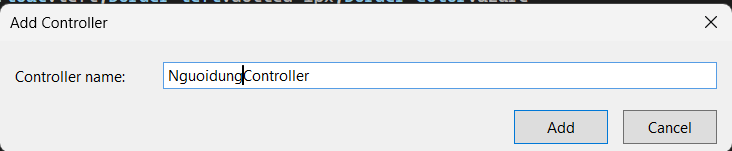 Add Controller
Controller name:
NguoidungController
Add
Cancel